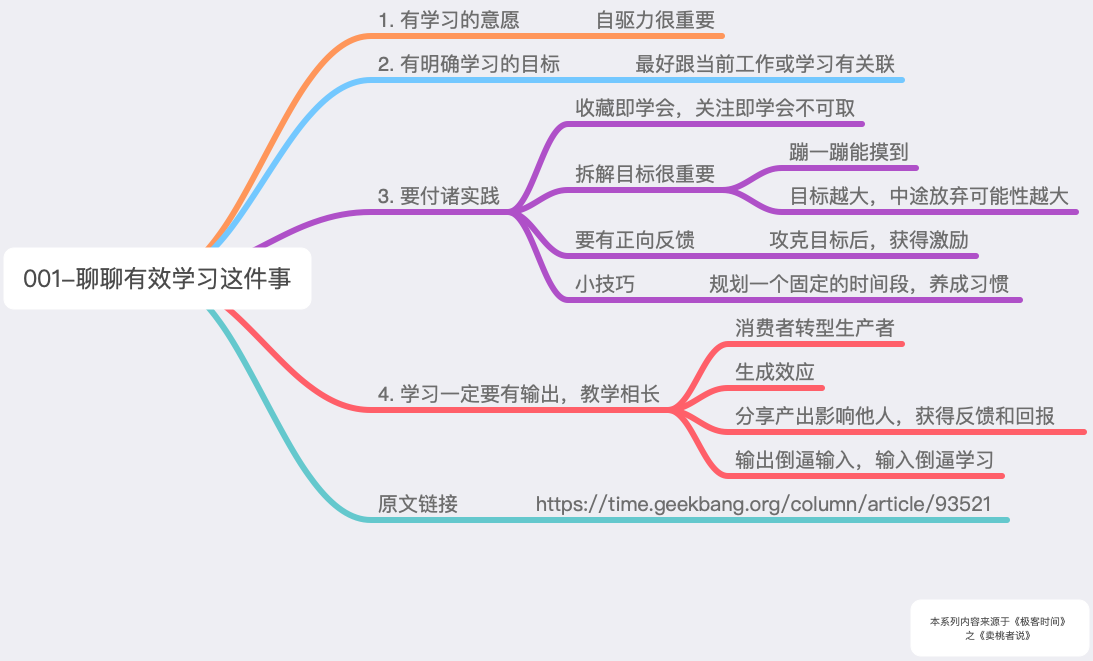 1. 有学习的意愿 自驱力很重要
2. 有明确学习的目标 最好跟当前工作或学习有关联
收藏即学会，关注即学会不可取
蹦一蹦能摸到
拆解目标很重要
3. 要付诸实践
目标越大，中途放弃可能性越大
要有正向反馈 攻克目标后，获得激励
001-聊聊有效学习这件事
小技巧 规划一个固定的时间段，养成习惯
消费者转型生产者
生成效应
4. 学习一定要有输出，教学相长
分享产出影响他人，获得反馈和回报
输出倒逼输入，输入倒逼学习
原文链接 https://time.geekbang.org/column/article/93521
本系列内容来源于《极客时间》
之《卖桃者说》